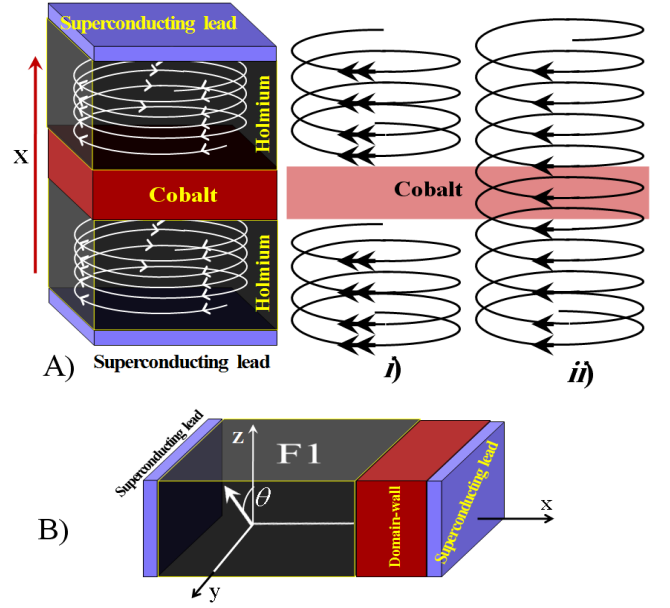 Superconducting lead
X
Holmium
Cobalt
Holmium
Superconducting lead
A)
Cobalt
i)
ii)
B)
Superconducting lead
F1
z
θ
y
Domain-wall
Superconducting lead
x